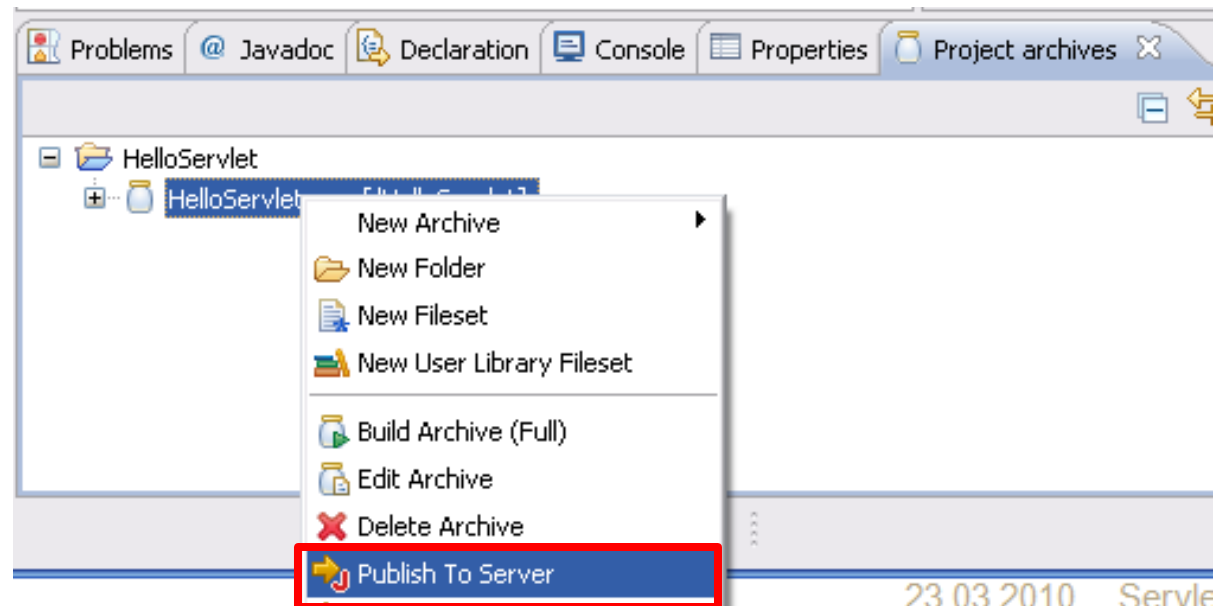 Problems @ Javadoc Declaration Console Properties Project archives
HelloServlet
HelloServlet
New Archive
New Folder
New Fileset
New User Library Fileset
Build Archive (Full)
Edit Archive
Delete Archive
Publish To Server
23.03.2010 Servle